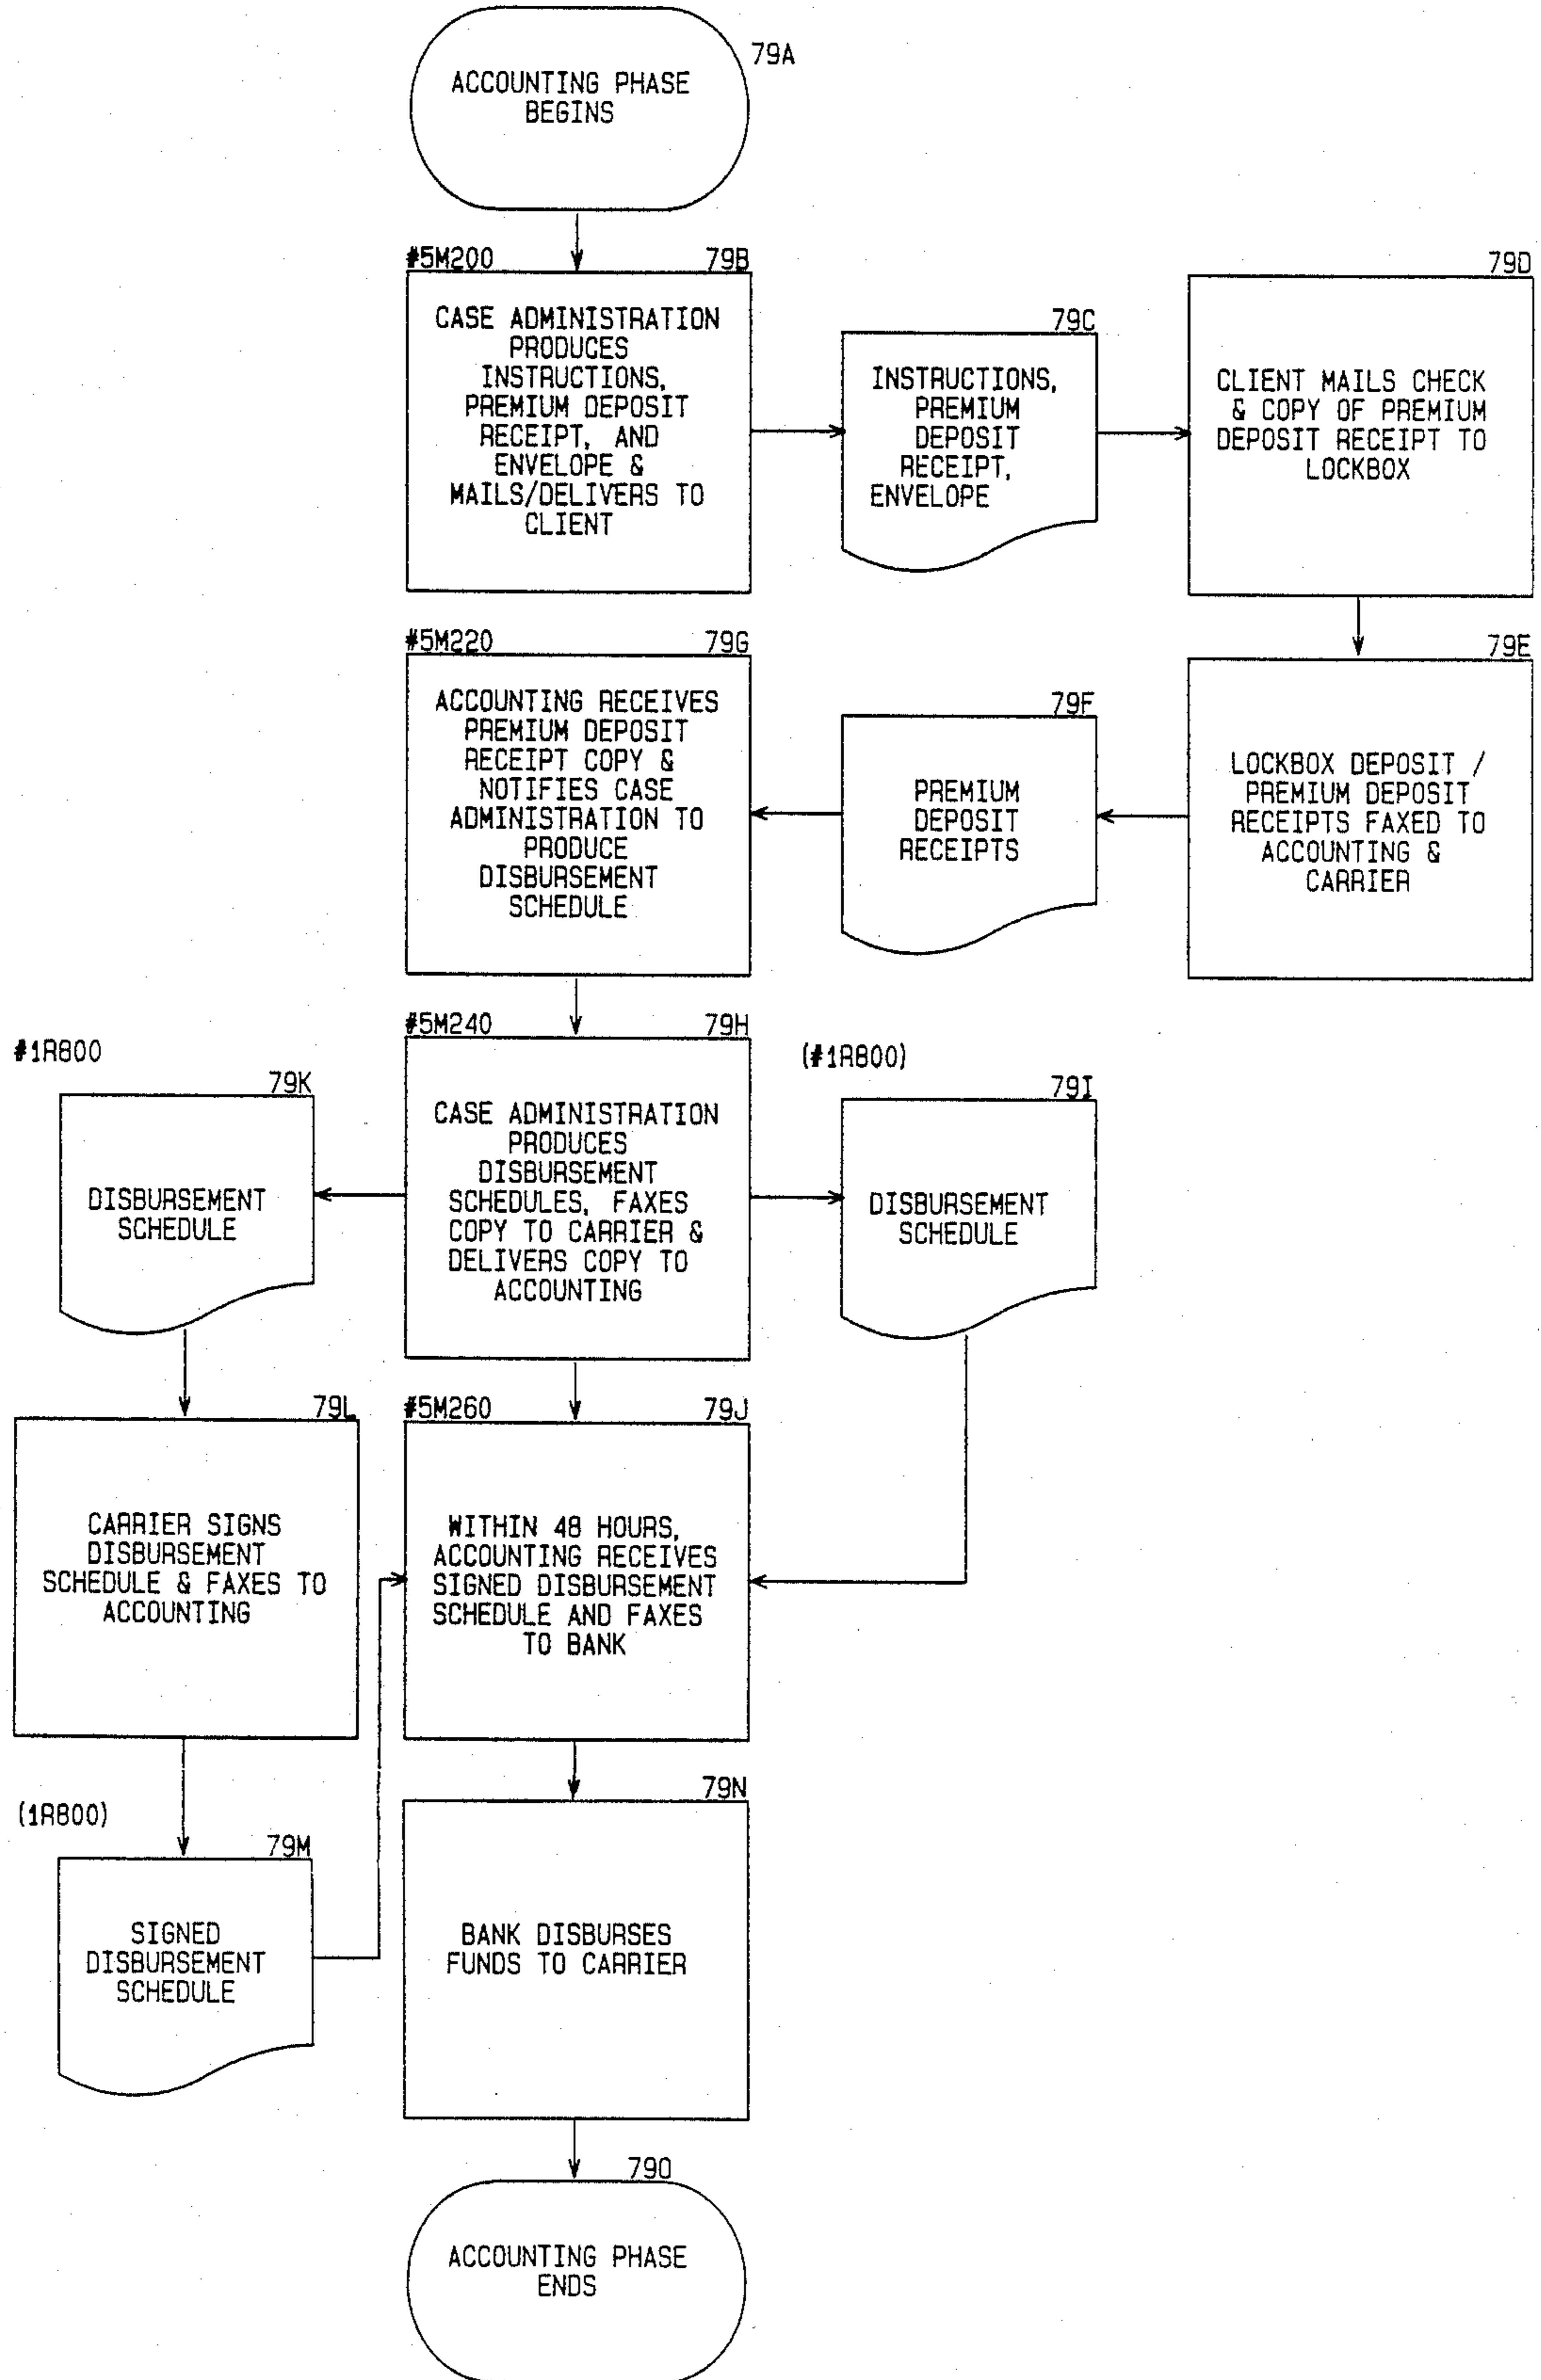 79A
ACCOUNTING PHASE
BEGINS
#5M200
79B
CASE ADMINISTRATION
PRODUCES
INSTRUCTIONS,
PREMIUM DEPOSIT
RECEIPT, AND
ENVELOPE &
MAILS/DELIVERS TO
CLIENT
79C
INSTRUCTIONS,
PREMIUM
DEPOSIT
RECEIPT,
ENVELOPE
79D
CLIENT MAILS CHECK
& COPY OF PREMIUM
DEPOSIT RECEIPT TO
LOCKBOX
79E
LOCKBOX DEPOSIT /
PREMIUM DEPOSIT
RECEIPTS FAXED TO
ACCOUNTING &
CARRIER
79F
PREMIUM
DEPOSIT
RECEIPTS
#5M220
79G
ACCOUNTING RECEIVES
PREMIUM DEPOSIT
RECEIPT COPY &
NOTIFIES CASE
ADMINISTRATION TO
PRODUCE
DISBURSEMENT
SCHEDULE
#5M240
79H
CASE ADMINISTRATION
PRODUCES
DISBURSEMENT
SCHEDULES, FAXES
COPY TO CARRIER &
DELIVERS COPY TO
ACCOUNTING
(#1R800)
79I
DISBURSEMENT
SCHEDULE
#1R800
79K
DISBURSEMENT
SCHEDULE
79L
CARRIER SIGNS
DISBURSEMENT
SCHEDULE & FAXES TO
ACCOUNTING
#5M260
79J
WITHIN 48 HOURS,
ACCOUNTING RECEIVES
SIGNED DISBURSEMENT
SCHEDULE AND FAXES
TO BANK
(1R800)
79M
SIGNED
DISBURSEMENT
SCHEDULE
79N
BANK DISBURSES
FUNDS TO CARRIER
79O
ACCOUNTING PHASE
ENDS